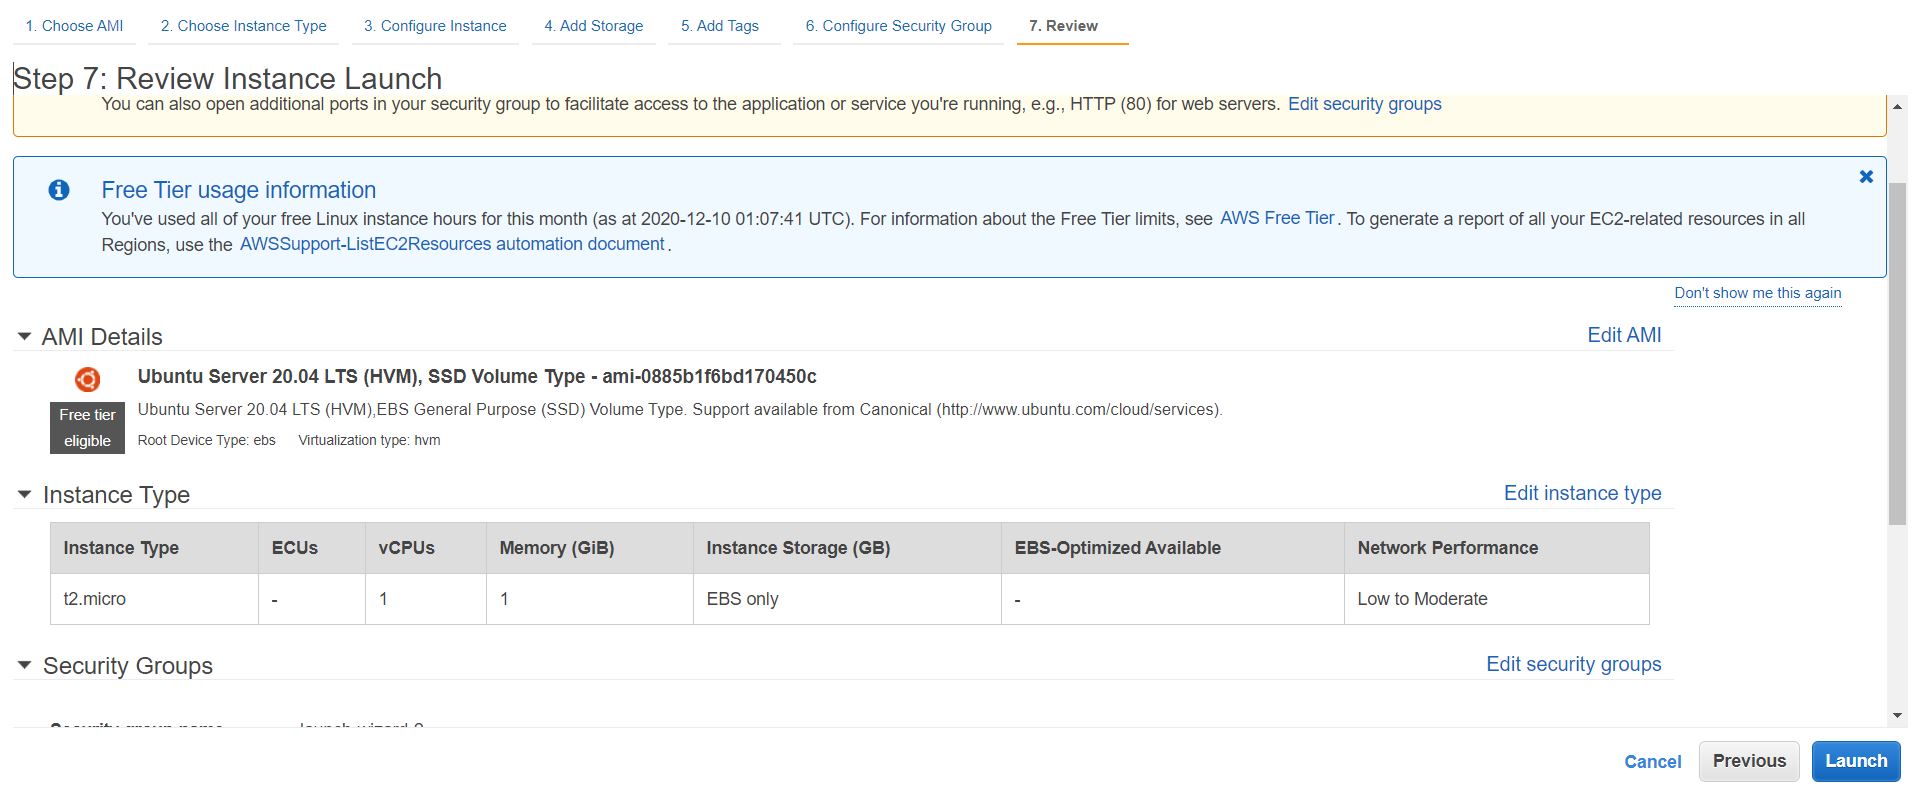 1. Choose AMI 2. Choose Instance Type 3. Configure Instance 4. Add Storage 5. Add Tags 6. Configure Security Group 7. Review
Step 7: Review Instance Launch
You can also open additional ports in your security group to facilitate access to the application or service you're running, e.g., HTTP (80) for web servers. Edit security groups
Free Tier usage information
You've used all of your free Linux instance hours for this month (as at 2020-12-10 01:07:41 UTC). For information about the Free Tier limits, see AWS Free Tier. To generate a report of all your EC2-related resources in all
Regions, use the AWSSupport-ListEC2Resources automation document.
Don't show me this again
AMI Details Edit AMI
Ubuntu Server 20.04 LTS (HVM), SSD Volume Type - ami-0885b1f6bd170450c
Free tier
eligible
Ubuntu Server 20.04 LTS (HVM),EBS General Purpose (SSD) Volume Type. Support available from Canonical (http://www.ubuntu.com/cloud/services).
Root Device Type: ebs Virtualization type: hvm
Instance Type Edit instance type
Instance Type ECUs vCPUs Memory (GiB) Instance Storage (GB) EBS-Optimized Available Network Performance
t2.micro - 1 1 EBS only - Low to Moderate
Security Groups Edit security groups
Security group name
Cancel Previous Launch